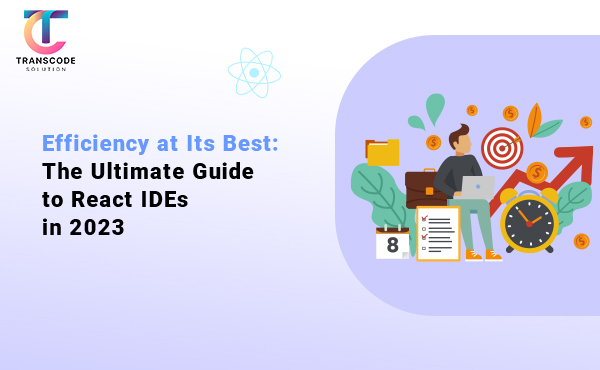 TRANSCODE
SOLUTION
Efficiency at Its Best:
The Ultimate Guide
to React IDEs
in 2023
8